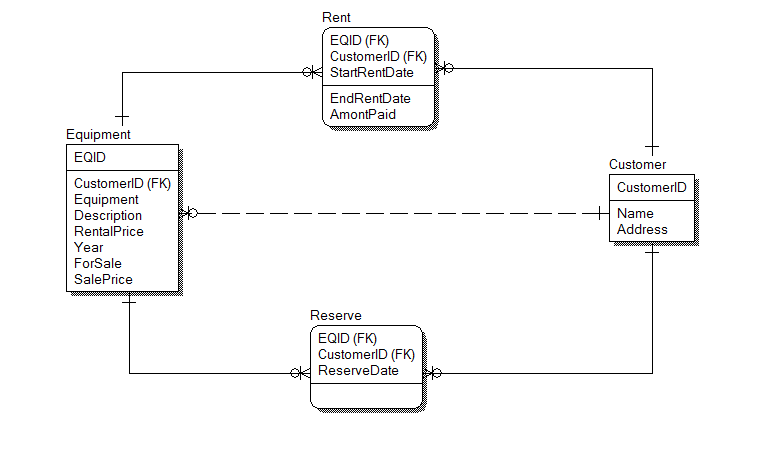 Rent
EQID (FK)
CustomerID (FK)
StartRentDate
EndRentDate
AmontPaid
Equipment
EQID
CustomerID (FK)
Equipment
Description
RentalPrice
Year
ForSale
SalePrice
Customer
CustomerID
Name
Address
Reserve
EQID (FK)
CustomerID (FK)
ReserveDate